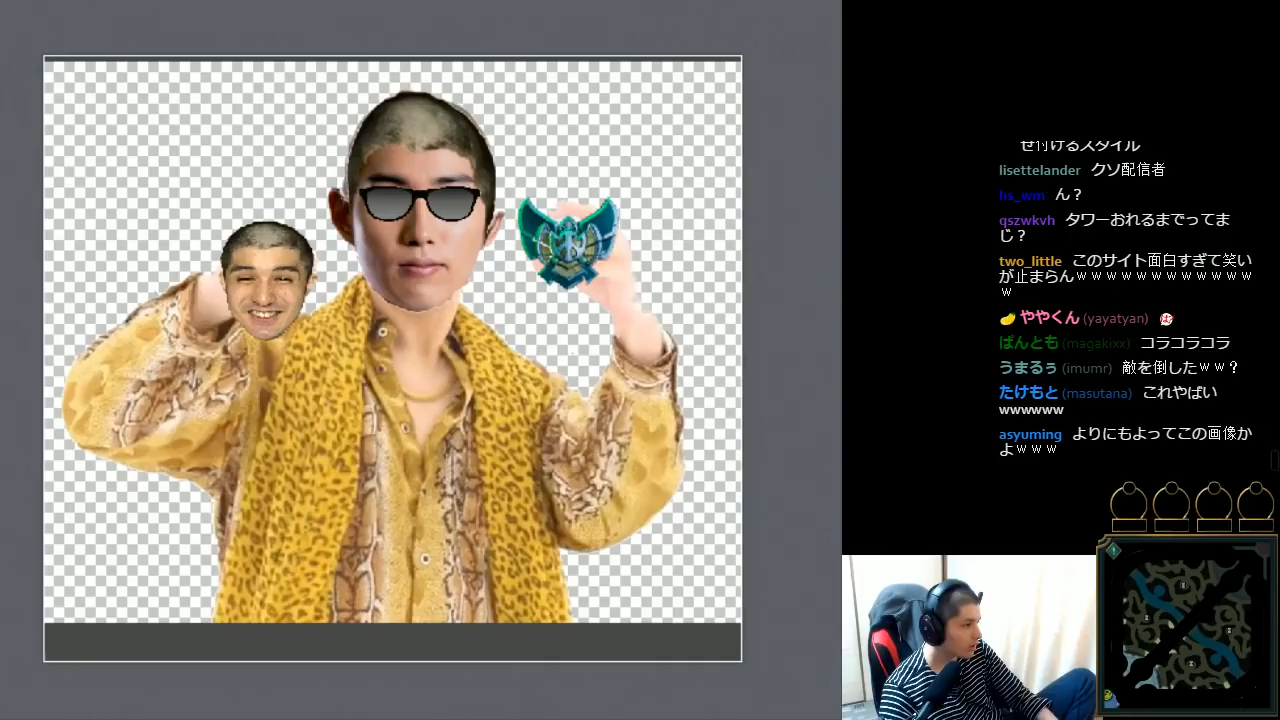 せ付けるスタイル
lisettelander クソ配信者
hs_wm ん？
qszwkvh タワーおれるまでってま
じ？
two_little このサイト面白すぎて笑い
が止まらんｗｗｗｗｗｗｗｗｗｗｗｗ
ｗ
ややくん (yayatyan)
ぱんとも (magakixx) コラコラコラ
うまるぅ (imumr) 敵を倒したｗｗ？
たけもと (masutana) これやばい
wwwwww
asyuming よりにもよってこの画像か
よｗｗｗ